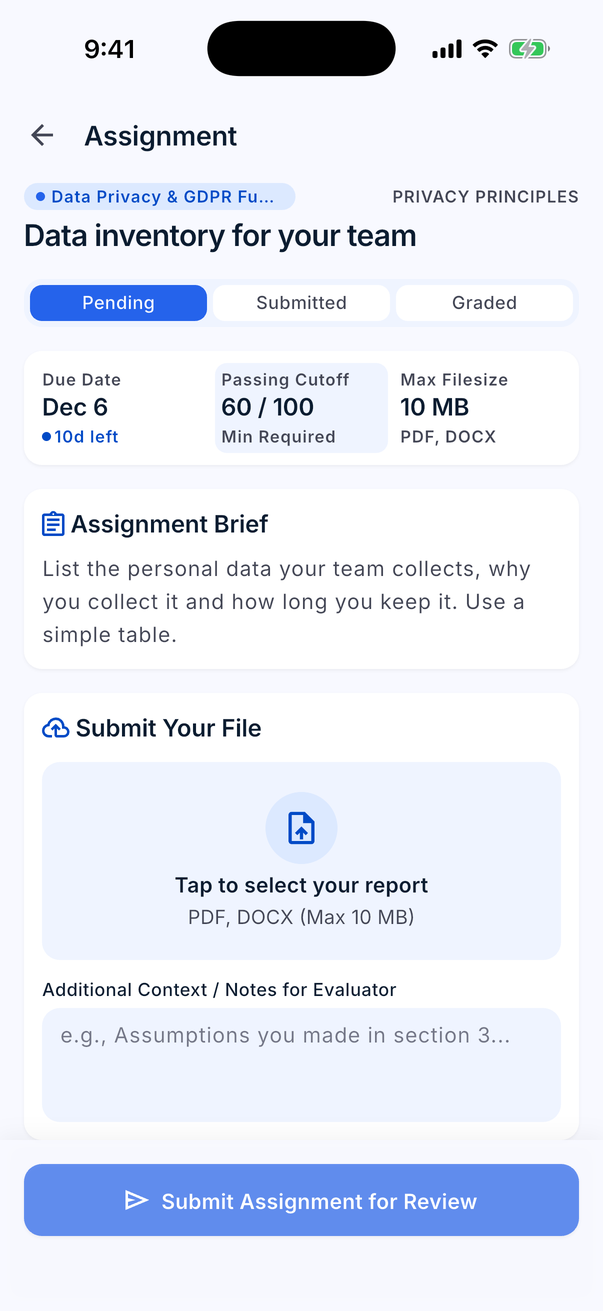 9:41
Assignment
Data Privacy & GDPR Fu...
PRIVACY PRINCIPLES
Data inventory for your team
Pending
Submitted
Graded
Due Date
Dec 6
10d left
Passing Cutoff
60 / 100
Min Required
Max Filesize
10 MB
PDF, DOCX
Assignment Brief
List the personal data your team collects, why
you collect it and how long you keep it. Use a
simple table.
Submit Your File
Tap to select your report
PDF, DOCX (Max 10 MB)
Additional Context / Notes for Evaluator
e.g., Assumptions you made in section 3...
Submit Assignment for Review